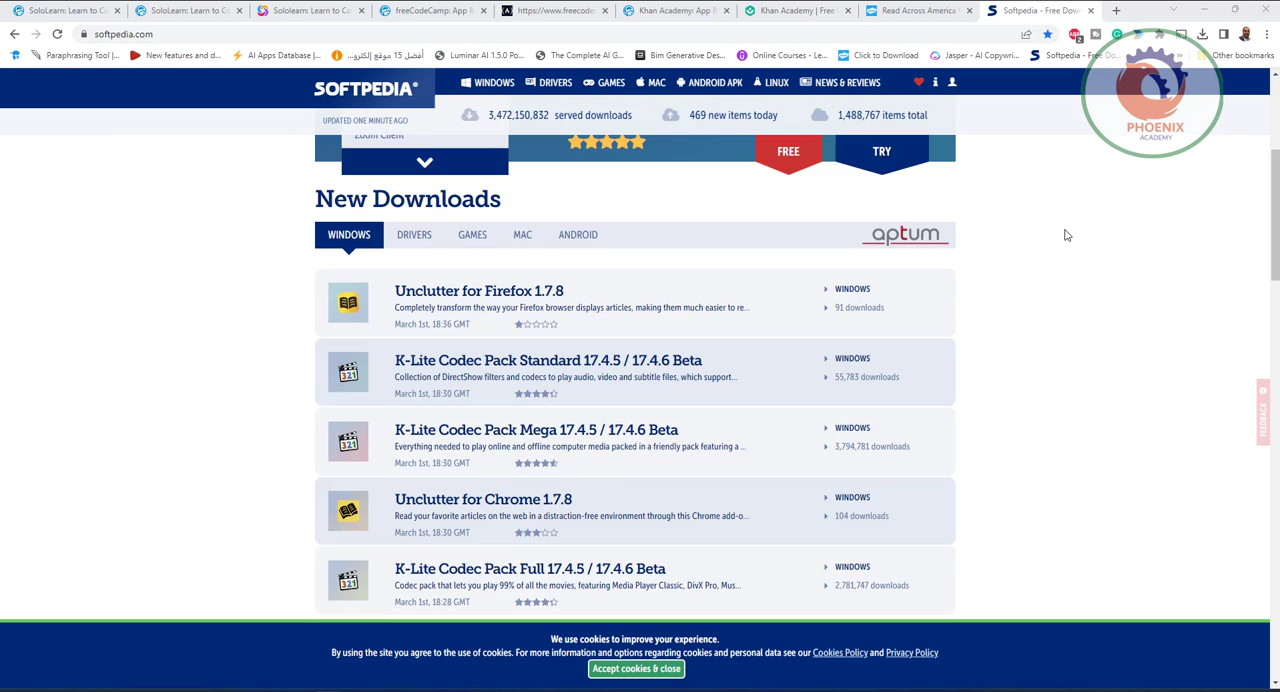 SoloLearn: Learn to Co
SoloLearn: Learn to Co
Sololearn: Learn to Co
freeCodeCamp: App R
https://www.freecode
Khan Academy: App R
Khan Academy | Free
Read Across America
Softpedia - Free Dow
softpedia.com
Paraphrasing Tool |
New features and d...
AI Apps Database |
أفضل 15 موقع إلكترو...
Luminar AI 1.5.0 Po...
The Complete AI G...
Bim Generative Des...
Online Courses - Le...
Click to Download
Jasper - AI Copywri...
Softpedia - Free Do
Other bookmarks
SOFTPEDIA®
WINDOWS DRIVERS GAMES MAC ANDROID APK LINUX NEWS & REVIEWS
UPDATED ONE MINUTE AGO
3,472,150,832 served downloads 469 new items today 1,488,767 items total
PHOENIX
ACADEMY
Zoom Client
FREE TRY
New Downloads
WINDOWS DRIVERS GAMES MAC ANDROID aptum
Unclutter for Firefox 1.7.8 WINDOWS
Completely transform the way your Firefox browser displays articles, making them much easier to re... 91 downloads
March 1st, 18:36 GMT
K-Lite Codec Pack Standard 17.4.5 / 17.4.6 Beta WINDOWS
Collection of DirectShow filters and codecs to play audio, video and subtitle files, which support... 55,783 downloads
March 1st, 18:30 GMT
K-Lite Codec Pack Mega 17.4.5 / 17.4.6 Beta WINDOWS
Everything needed to play online and offline computer media packed in a friendly pack featuring a ... 3,794,781 downloads
March 1st, 18:30 GMT
Unclutter for Chrome 1.7.8 WINDOWS
Read your favorite articles on the web in a distraction-free environment through this Chrome add-o... 104 downloads
March 1st, 18:30 GMT
K-Lite Codec Pack Full 17.4.5 / 17.4.6 Beta WINDOWS
Codec pack that lets you play 99% of all the movies, featuring Media Player Classic, DivX Pro, Mus... 2,781,747 downloads
March 1st, 18:28 GMT
FEEDBACK
We use cookies to improve your experience.
By using the site you agree to the use of cookies. For more information and options regarding cookies and personal data see our Cookies Policy and Privacy Policy
Accept cookies & close